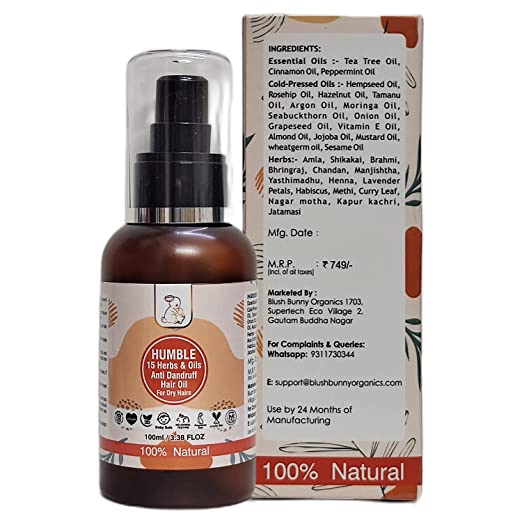 HUMBLE
15 Herbs & Oils
Anti Dandruff
Hair Oil
For Dry Hairs
Baby Safe
100ml / 3.38 FLOZ
100% Natural
INGREDIENTS:
Essential Oils :- Tea Tree Oil,
Cinnamon Oil, Peppermint Oil
Cold-Pressed Oils :- Hempseed Oil,
Rosehip Oil, Hazelnut Oil, Tamanu
Oil, Argon Oil, Moringa Oil,
Seabuckthorn Oil, Onion Oil,
Grapeseed Oil, Vitamin E Oil,
Almond Oil, Jojoba Oil, Mustard Oil,
wheatgerm oil, Sesame Oil
Herbs:- Amla, Shikakai, Brahmi,
Bhringraj, Chandan, Manjishtha,
Yasthimadhu, Henna, Lavender
Petals, Habiscus, Methi, Curry Leaf,
Nagar motha, Kapur kachri,
Jatamasi
Mfg. Date :
M.R.P. : ₹ 749/-
(Incl. of all taxes)
Marketed By :
Blush Bunny Organics 1703,
Supertech Eco Village 2,
Gautam Buddha Nagar
For Complaints & Queries:
Whatsapp: 9311730344
E: support@blushbunnyorganics.com
Use by 24 Months of
Manufacturing
100% Natural